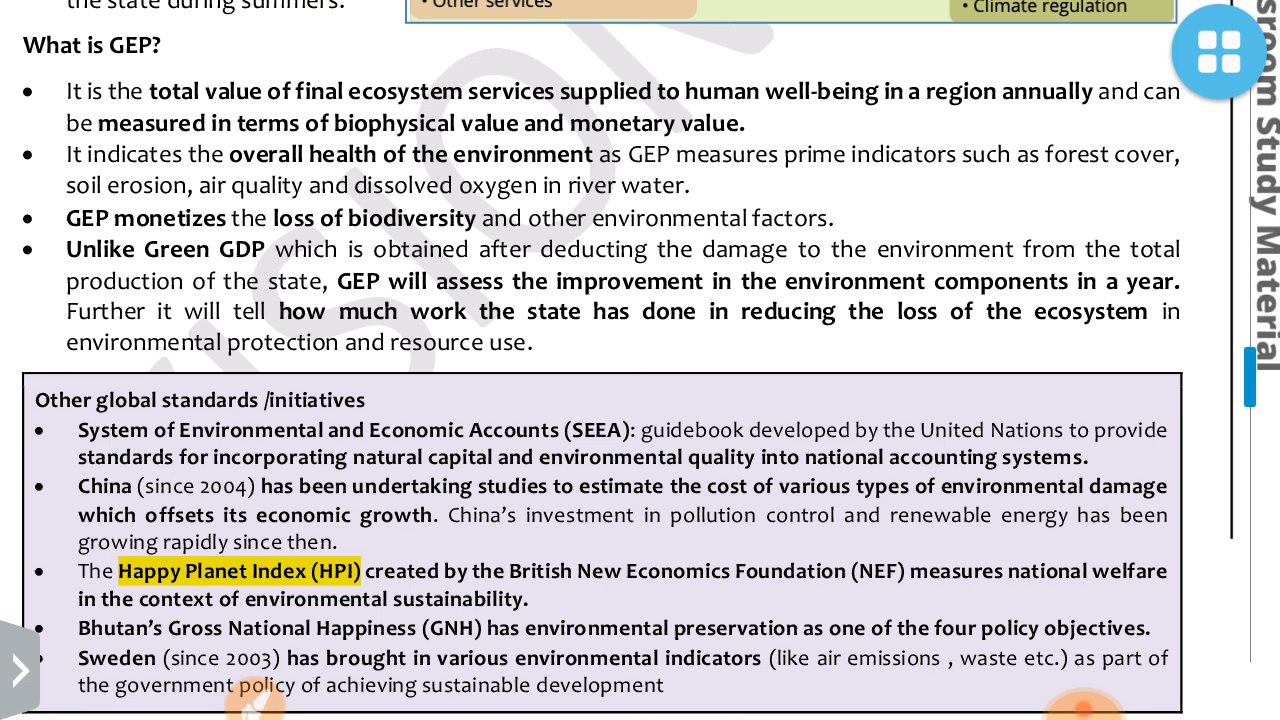 the state during summers.
• Other services
• Climate regulation
What is GEP?
• It is the total value of final ecosystem services supplied to human well-being in a region annually and can
be measured in terms of biophysical value and monetary value.
• It indicates the overall health of the environment as GEP measures prime indicators such as forest cover,
soil erosion, air quality and dissolved oxygen in river water.
• GEP monetizes the loss of biodiversity and other environmental factors.
• Unlike Green GDP which is obtained after deducting the damage to the environment from the total
production of the state, GEP will assess the improvement in the environment components in a year.
Further it will tell how much work the state has done in reducing the loss of the ecosystem in
environmental protection and resource use.
Other global standards /initiatives
• System of Environmental and Economic Accounts (SEEA): guidebook developed by the United Nations to provide
standards for incorporating natural capital and environmental quality into national accounting systems.
• China (since 2004) has been undertaking studies to estimate the cost of various types of environmental damage
which offsets its economic growth. China's investment in pollution control and renewable energy has been
growing rapidly since then.
• The Happy Planet Index (HPI) created by the British New Economics Foundation (NEF) measures national welfare
in the context of environmental sustainability.
• Bhutan's Gross National Happiness (GNH) has environmental preservation as one of the four policy objectives.
• Sweden (since 2003) has brought in various environmental indicators (like air emissions , waste etc.) as part of
the government policy of achieving sustainable development
Study Material